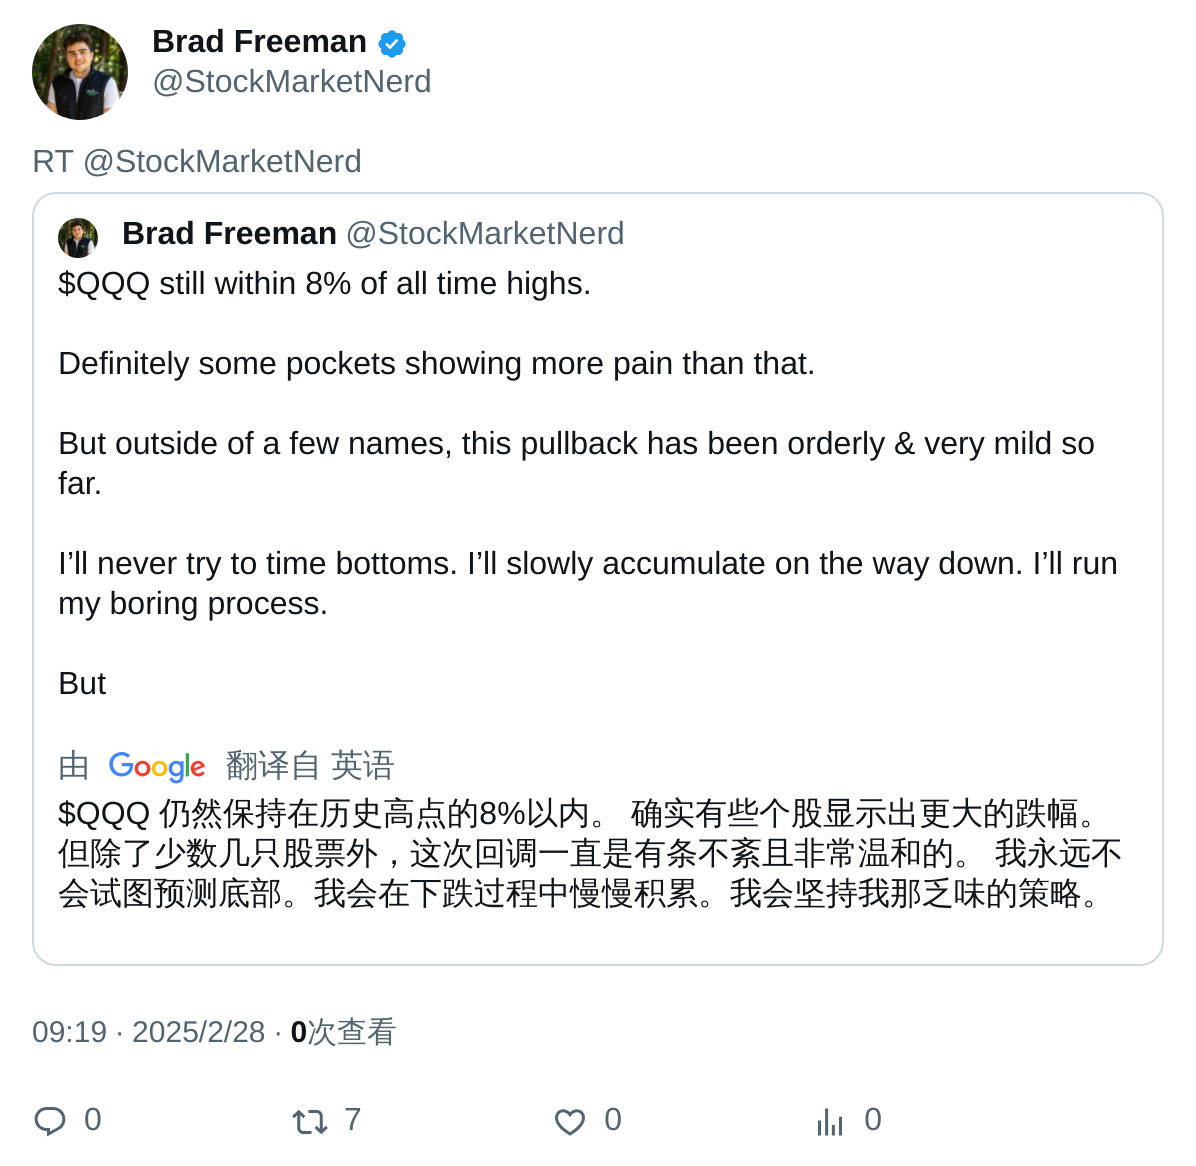 Brad Freeman
@StockMarketNerd
RT @StockMarketNerd
Brad Freeman @StockMarketNerd
$QQQ still within 8% of all time highs.
Definitely some pockets showing more pain than that.
But outside of a few names, this pullback has been orderly & very mild so
far.
I’ll never try to time bottoms. I’ll slowly accumulate on the way down. I’ll run
my boring process.
But
由 Google 翻译自 英语
$QQQ 仍然保持在历史高点的8%以内。 确实有些个股显示出更大的跌幅。
但除了少数几只股票外，这次回调一直是有条不紊且非常温和的。 我永远不
会试图预测底部。我会在下跌过程中慢慢积累。我会坚持我那乏味的策略。
09:19 · 2025/2/28 · 0次查看
0 7 0 0